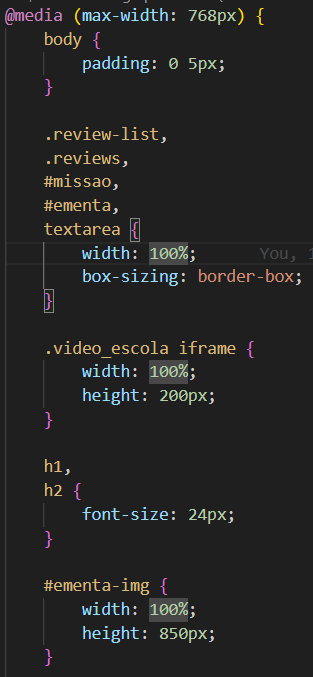 @media (max-width: 768px) {
body {
padding: 0 5px;
}
.review-list,
.reviews,
#missao,
#ementa,
textarea {
width: 100%; You, 1
box-sizing: border-box;
}
.video_escola iframe {
width: 100%;
height: 200px;
}
h1,
h2 {
font-size: 24px;
}
#ementa-img {
width: 100%;
height: 850px;
}